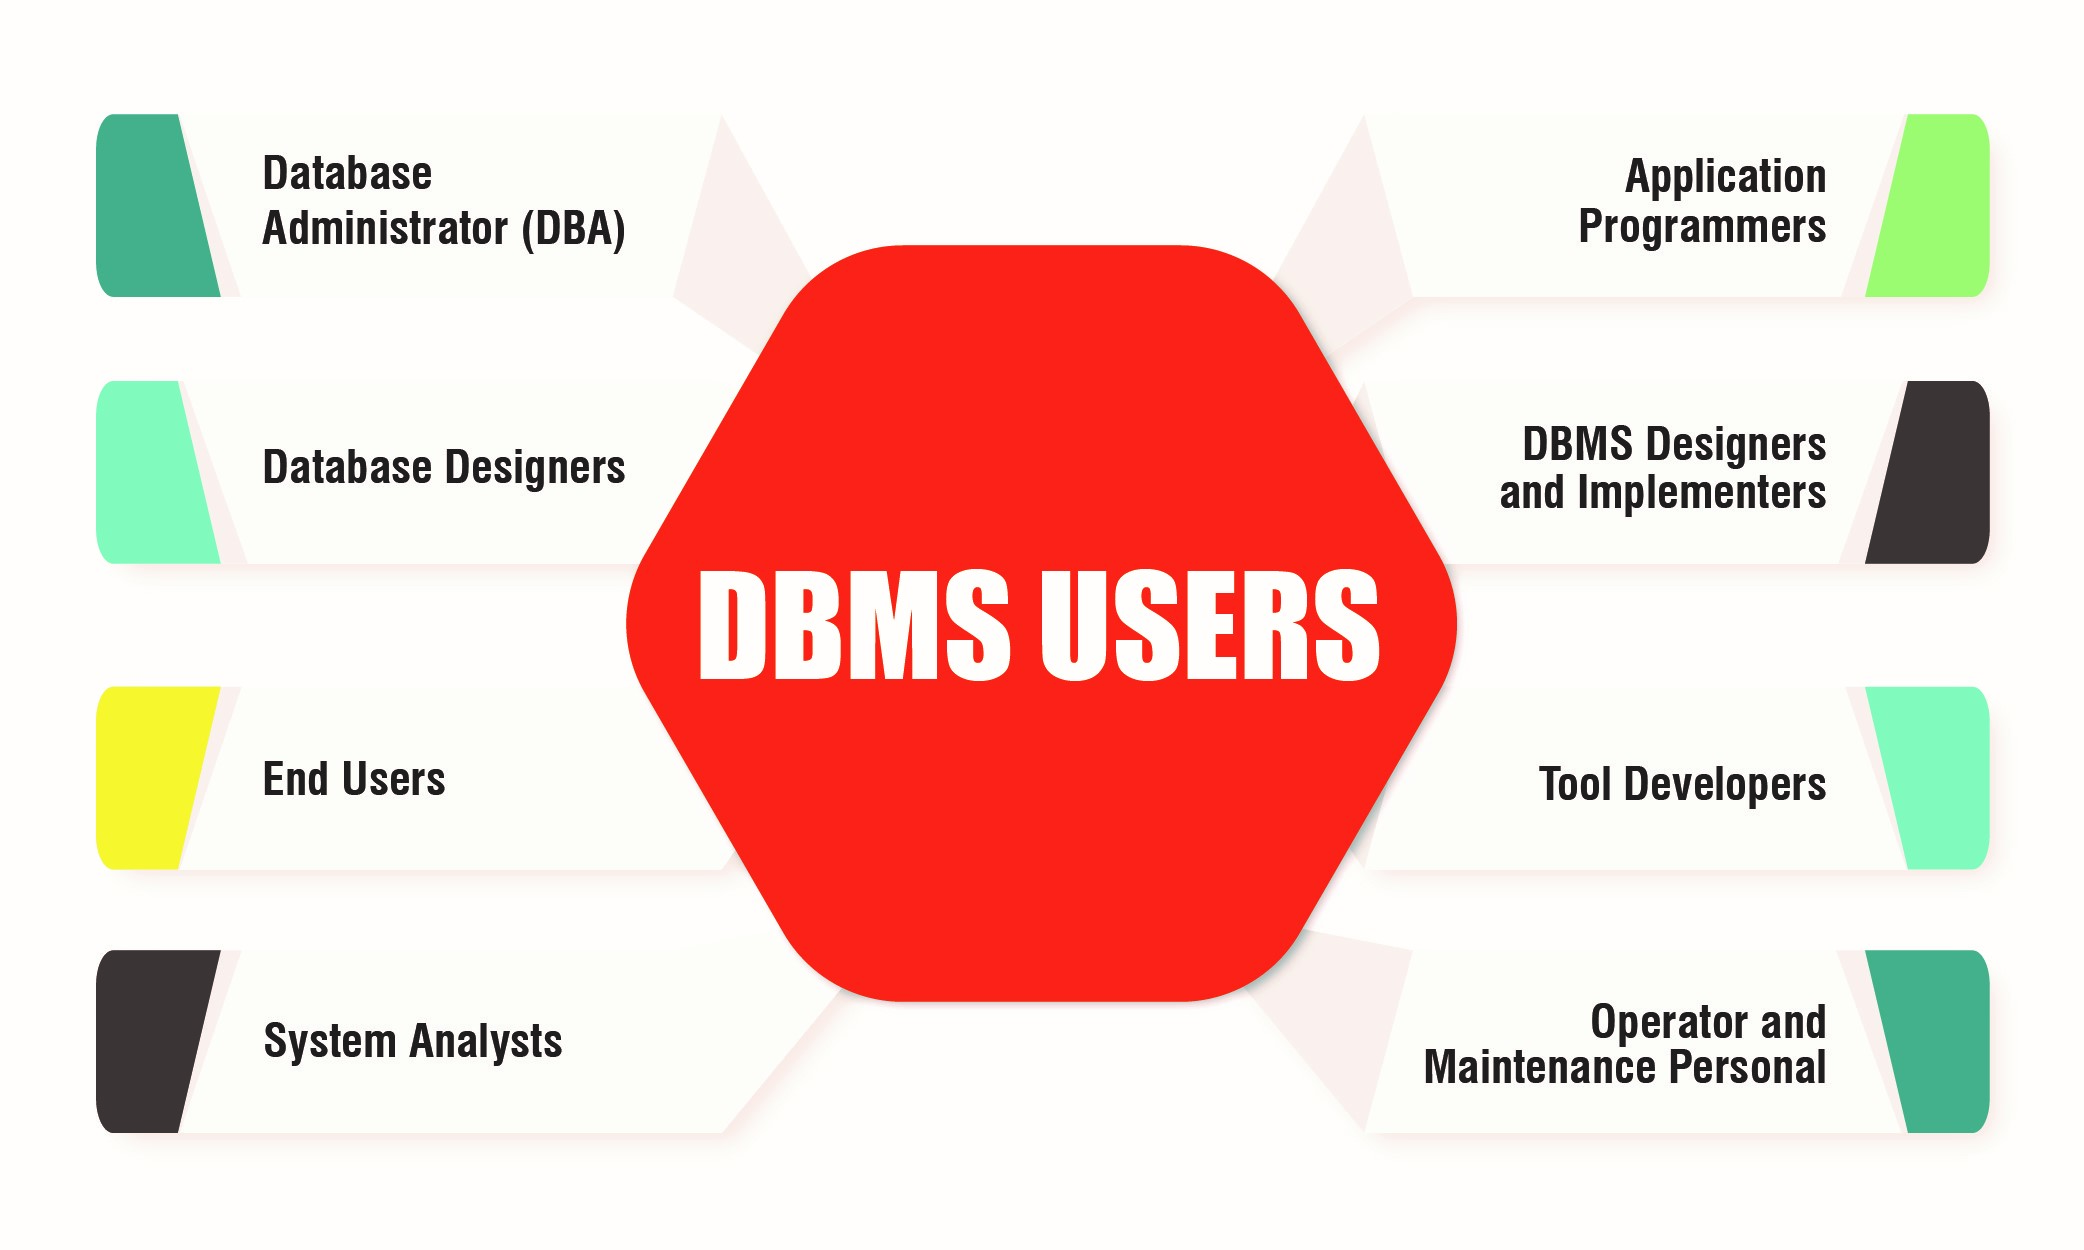 Database
Administrator (DBA)
Database Designers
End Users
System Analysts
DBMS USERS
Application
Programmers
DBMS Designers
and Implementers
Tool Developers
Operator and
Maintenance Personal